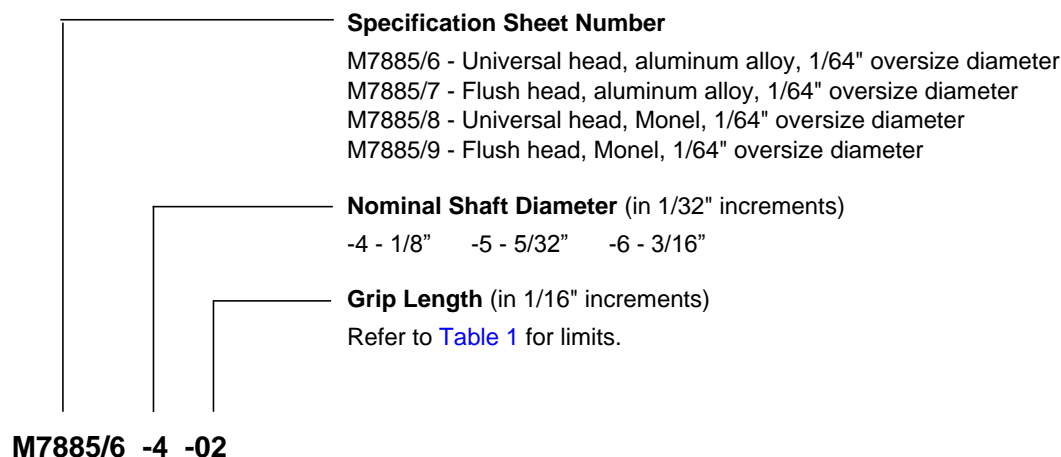 Specification Sheet Number
M7885/6 - Universal head, aluminum alloy, 1/64" oversize diameter
M7885/7 - Flush head, aluminum alloy, 1/64" oversize diameter
M7885/8 - Universal head, Monel, 1/64" oversize diameter
M7885/9 - Flush head, Monel, 1/64" oversize diameter
Nominal Shaft Diameter (in 1/32" increments)
-4 - 1/8” -5 - 5/32” -6 - 3/16”
Grip Length (in 1/16" increments)
Refer to Table 1 for limits.
M7885/6 -4 -02